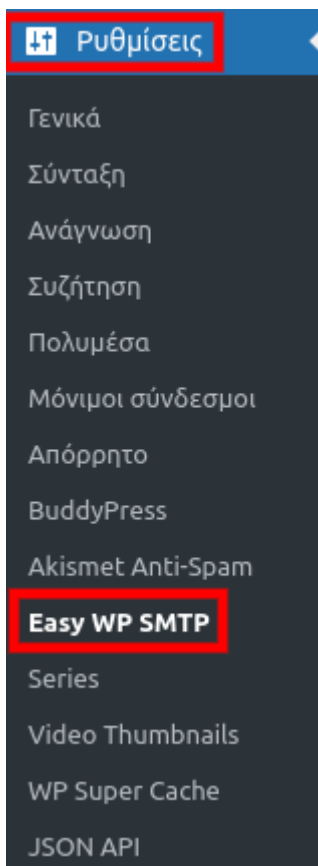 Ρυθμίσεις
Γενικά
Σύνταξη
Ανάγνωση
Συζήτηση
Πολυμέσα
Μόνιμοι σύνδεσμοι
Απόρρητο
BuddyPress
Akismet Anti-Spam
Easy WP SMTP
Series
Video Thumbnails
WP Super Cache
JSON API